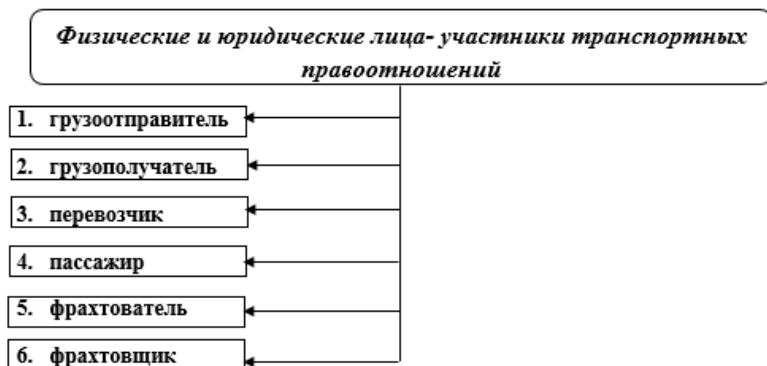 Физические и юридические лица- участники транспортных
правоотношений
1. грузоотправитель
2. грузополучатель
3. перевозчик
4. пассажир
5. фрахтователь
6. фрахтовщик